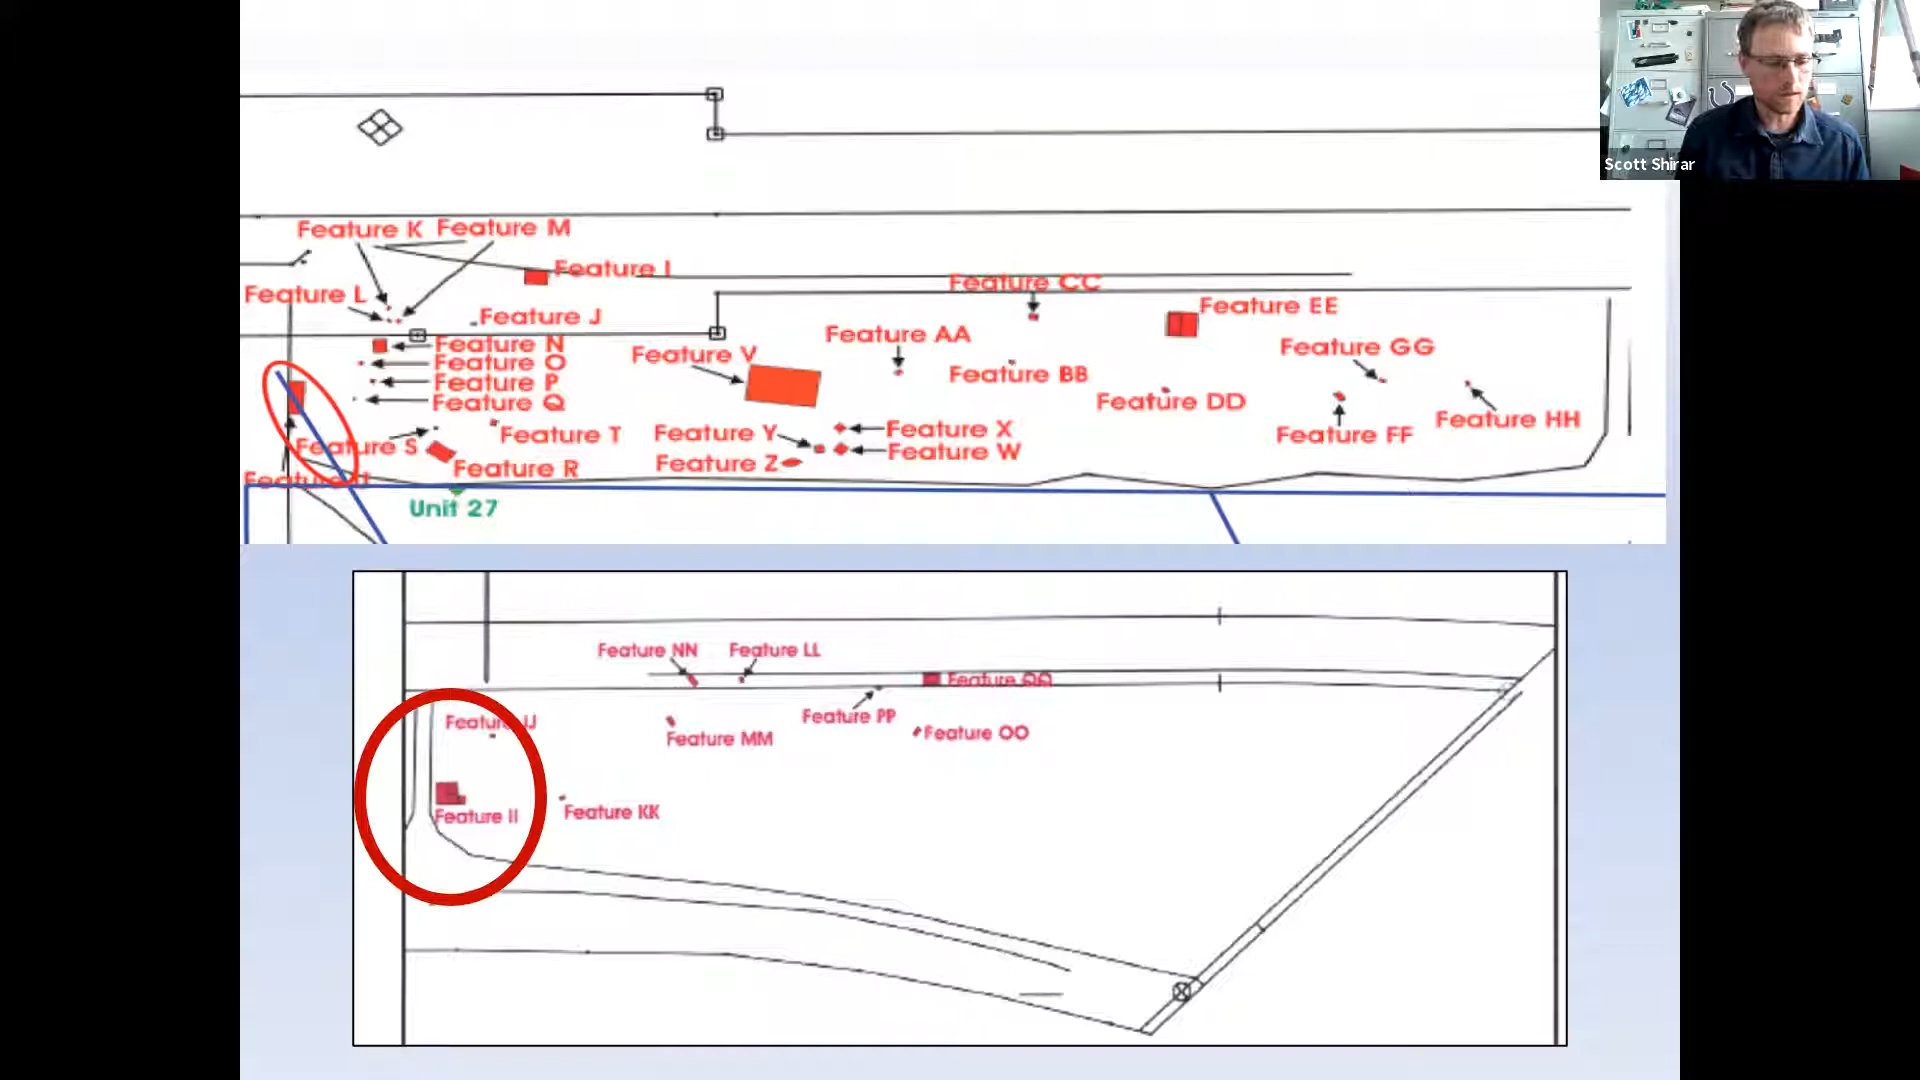 Scott Shirar
Feature K
Feature M
Feature I
Feature CC
Feature L
Feature EE
Feature J
Feature AA
Feature N
Feature V
Feature GG
Feature O
Feature BB
Feature P
Feature DD
Feature Q
Feature HH
Feature X
Feature Y
Feature T
Feature FF
Feature S
Feature W
Feature Z
Feature R
Feature
Unit 27
Feature NN
Feature LL
Feature QQ
Feature PP
Feature JJ
Feature OO
Feature MM
Feature KK
Feature II